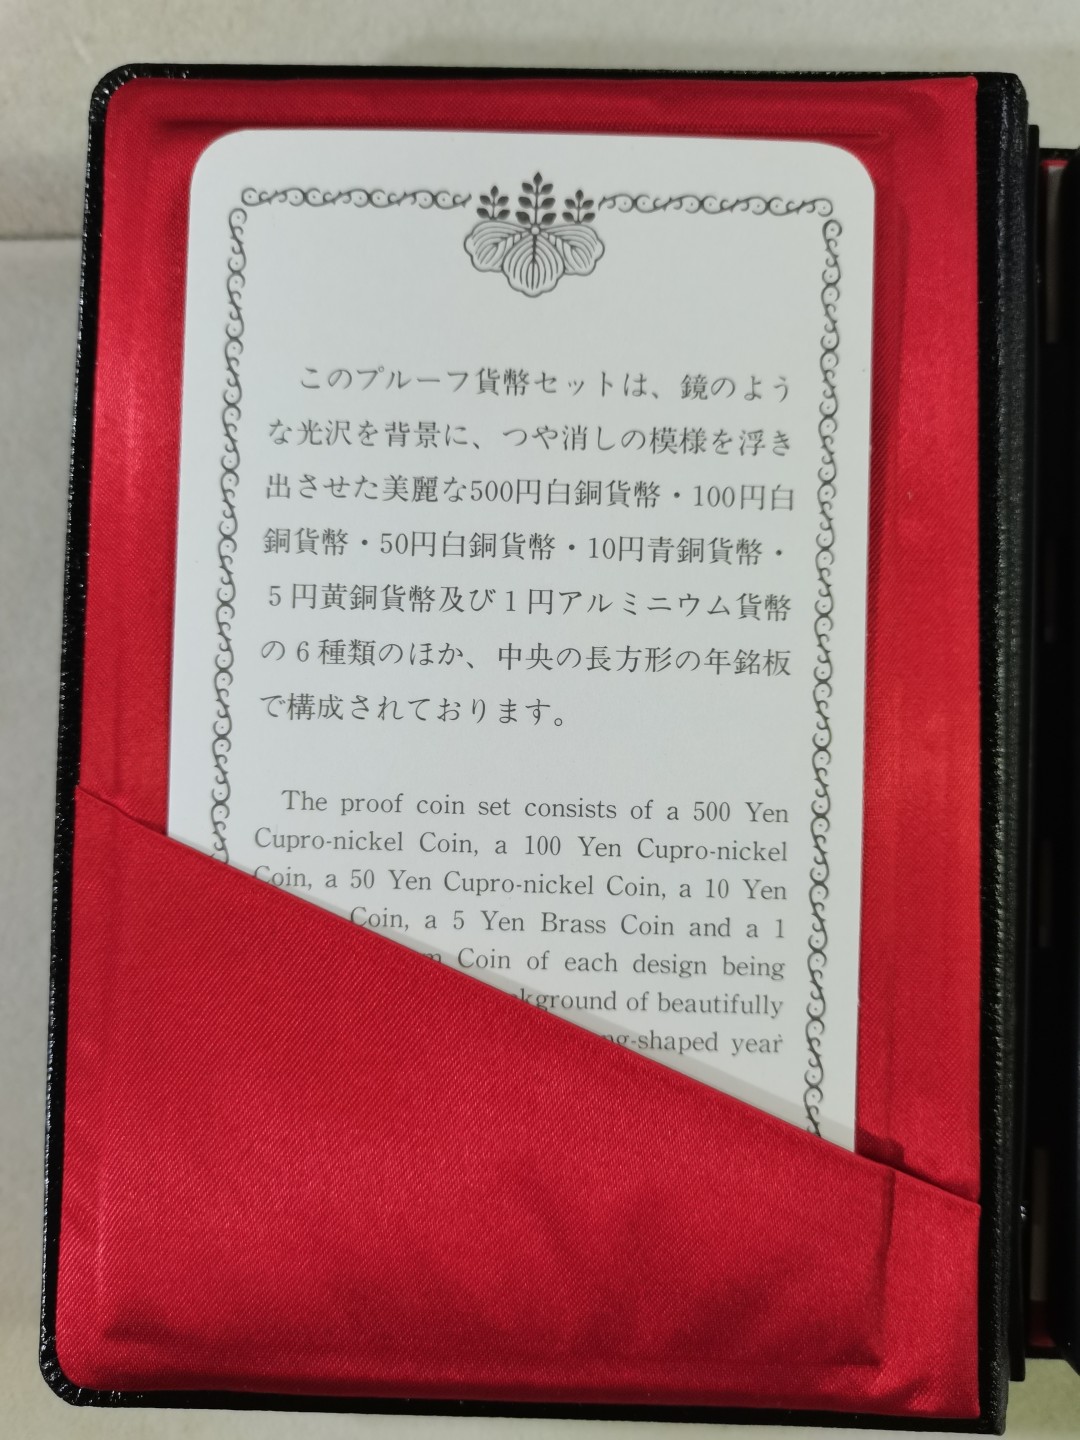 このプルーフ貨幣セットは、鏡のよう
な光沢を背景に、つや消しの模様を浮き
出させた美麗な500円白銅貨幣・100円白
銅貨幣・50円白銅貨幣・10円青銅貨幣・
5円黄銅貨幣及び1円アルミニウム貨幣
の6種類のほか、中央の長方形の年銘板
で構成されております。
The proof coin set consists of a 500 Yen
Cupro-nickel Coin, a 100 Yen Cupro-nickel
Coin, a 50 Yen Cupro-nickel Coin, a 10 Yen
Coin, a 5 Yen Brass Coin and a 1
Coin of each design being
of beautifully
year